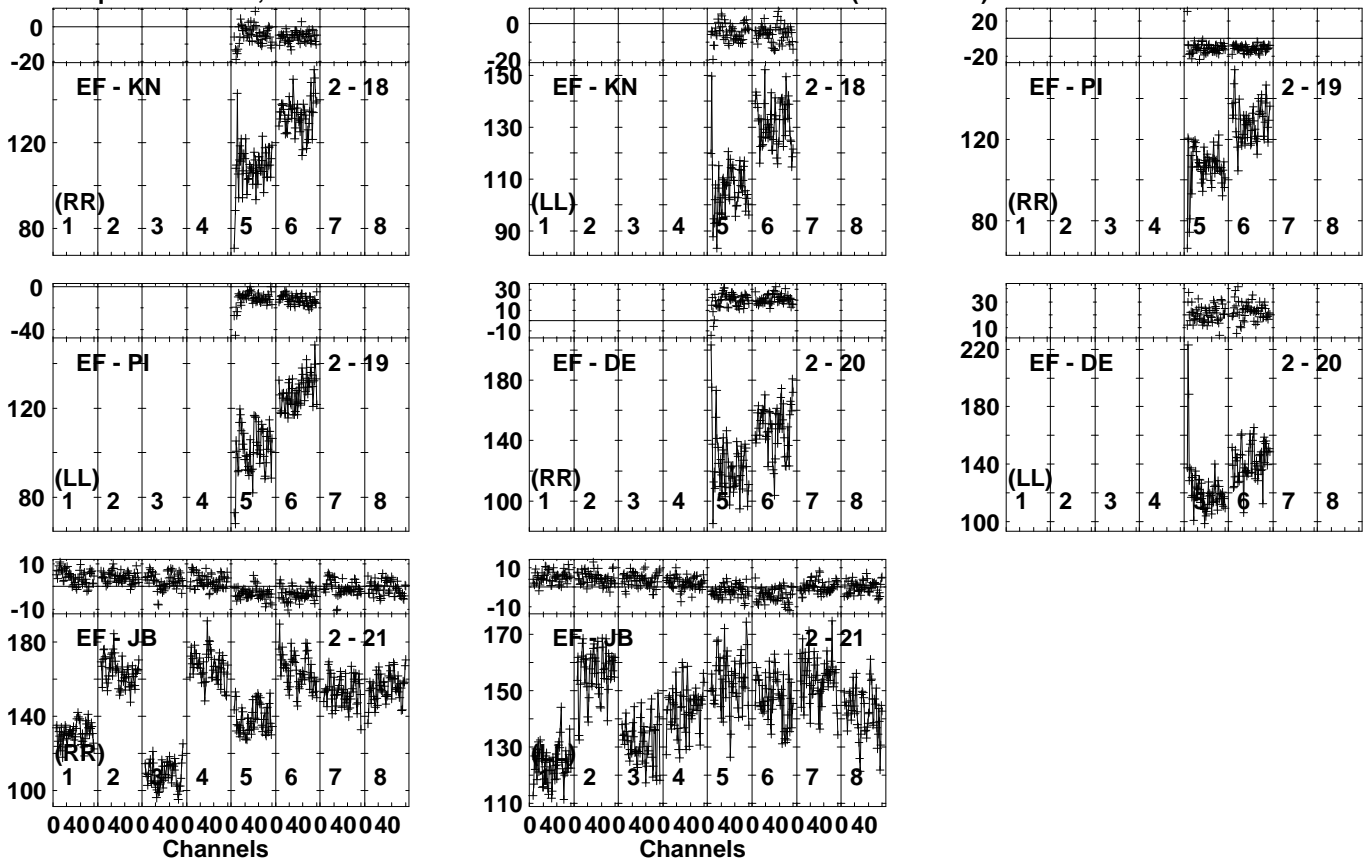 0 0 20
-20 -20 -20
EF - KN 2 - 18 150 EF - KN 2 - 18 EF - PI 2 - 19
120 130 120
110
(RR) (LL) (RR)
80 1 2 3 4 5 6 7 8 90 1 2 3 4 5 6 7 8 80 1 2 3 4 5 6 7 8
0 30 30
10 10
-40 -10
EF - PI 2 - 19 EF - DE 2 - 20 220 EF - DE 2 - 20
180 180
120 140 140
(LL) (RR) (LL)
80 1 2 3 4 5 6 7 8 100 1 2 3 4 5 6 7 8 100 1 2 3 4 5 6 7 8
10 10
-10 -10
180 EF - JB 2 - 21 170 EF - JB 2 - 21
150
140 130
(RR) (LL)
100 1 2 3 4 5 6 7 8 110 1 2 3 4 5 6 7 8
0 40 0 40 0 40 0 40 0 40 0 40 0 40 0 40 0 40 0 40 0 40 0 40 0 40 0 40 0 40 0 40
Channels Channels